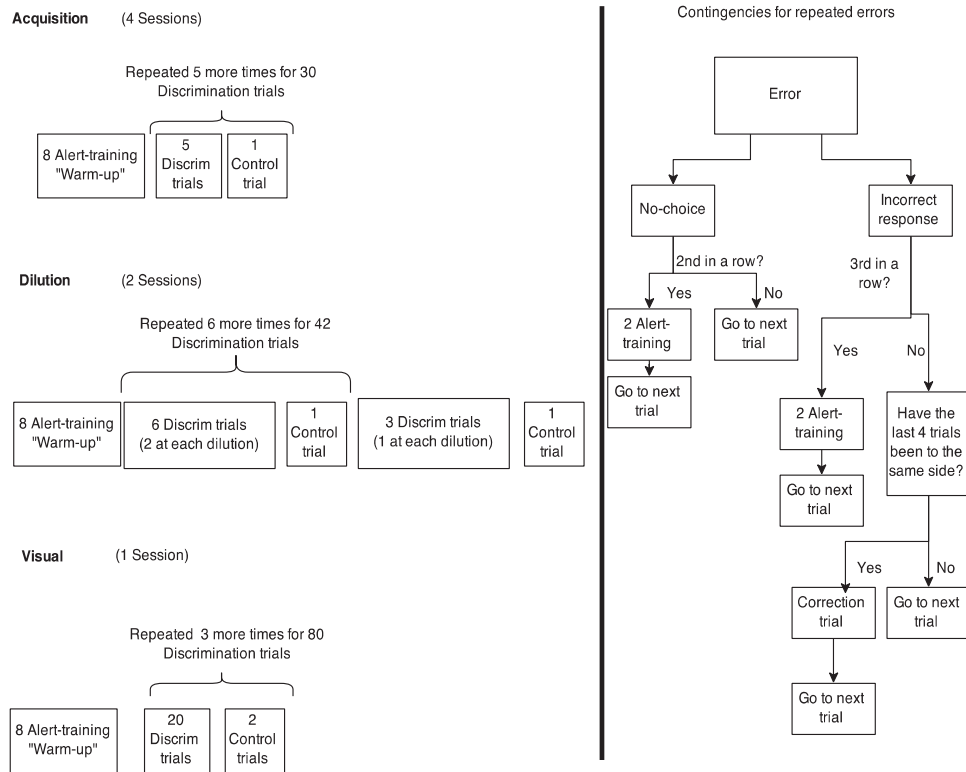 Acquisition (4 Sessions)
Repeated 5 more times for 30
Discrimination trials
8 Alert-training
"Warm-up"
5
Discrim
trials
1
Control
trial
Dilution (2 Sessions)
Repeated 6 more times for 42
Discrimination trials
8 Alert-training
"Warm-up"
6 Discrim trials
(2 at each dilution)
1
Control
trial
3 Discrim trials
(1 at each dilution)
1
Control
trial
Visual (1 Session)
Repeated 3 more times for 80
Discrimination trials
8 Alert-training
"Warm-up"
20
Discrim
trials
2
Control
trials
Contingencies for repeated errors
Error
No-choice
Incorrect
response
2nd in a row?
Yes
No
2 Alert-
training
Go to next
trial
Go to next
trial
3rd in a
row?
Yes
No
2 Alert-
training
Go to next
trial
Have the
last 4 trials
been to the
same side?
Yes
No
Correction
trial
Go to next
trial
Go to next
trial